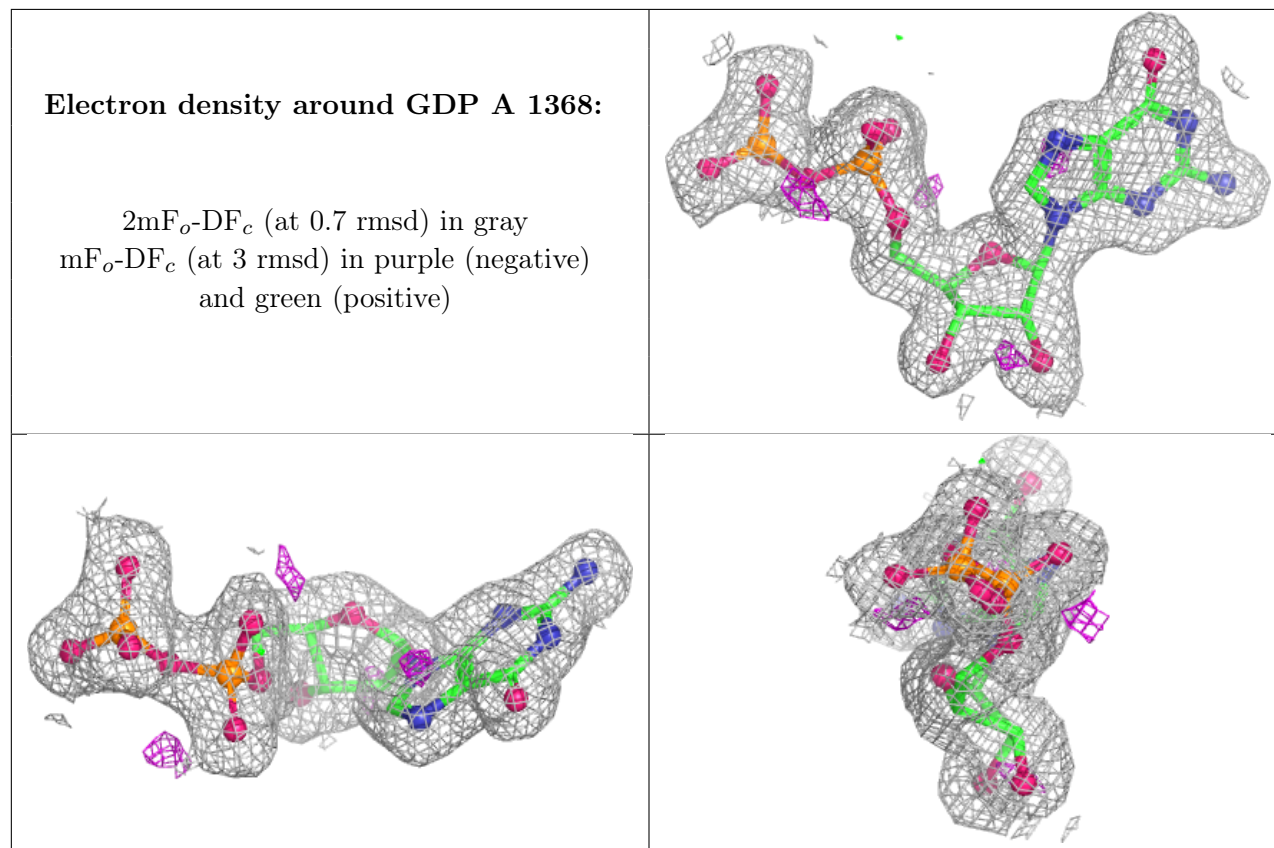 Electron density around GDP A 1368:
2mFo-DFc (at 0.7 rmsd) in gray
mFo-DFc (at 3 rmsd) in purple (negative)
and green (positive)